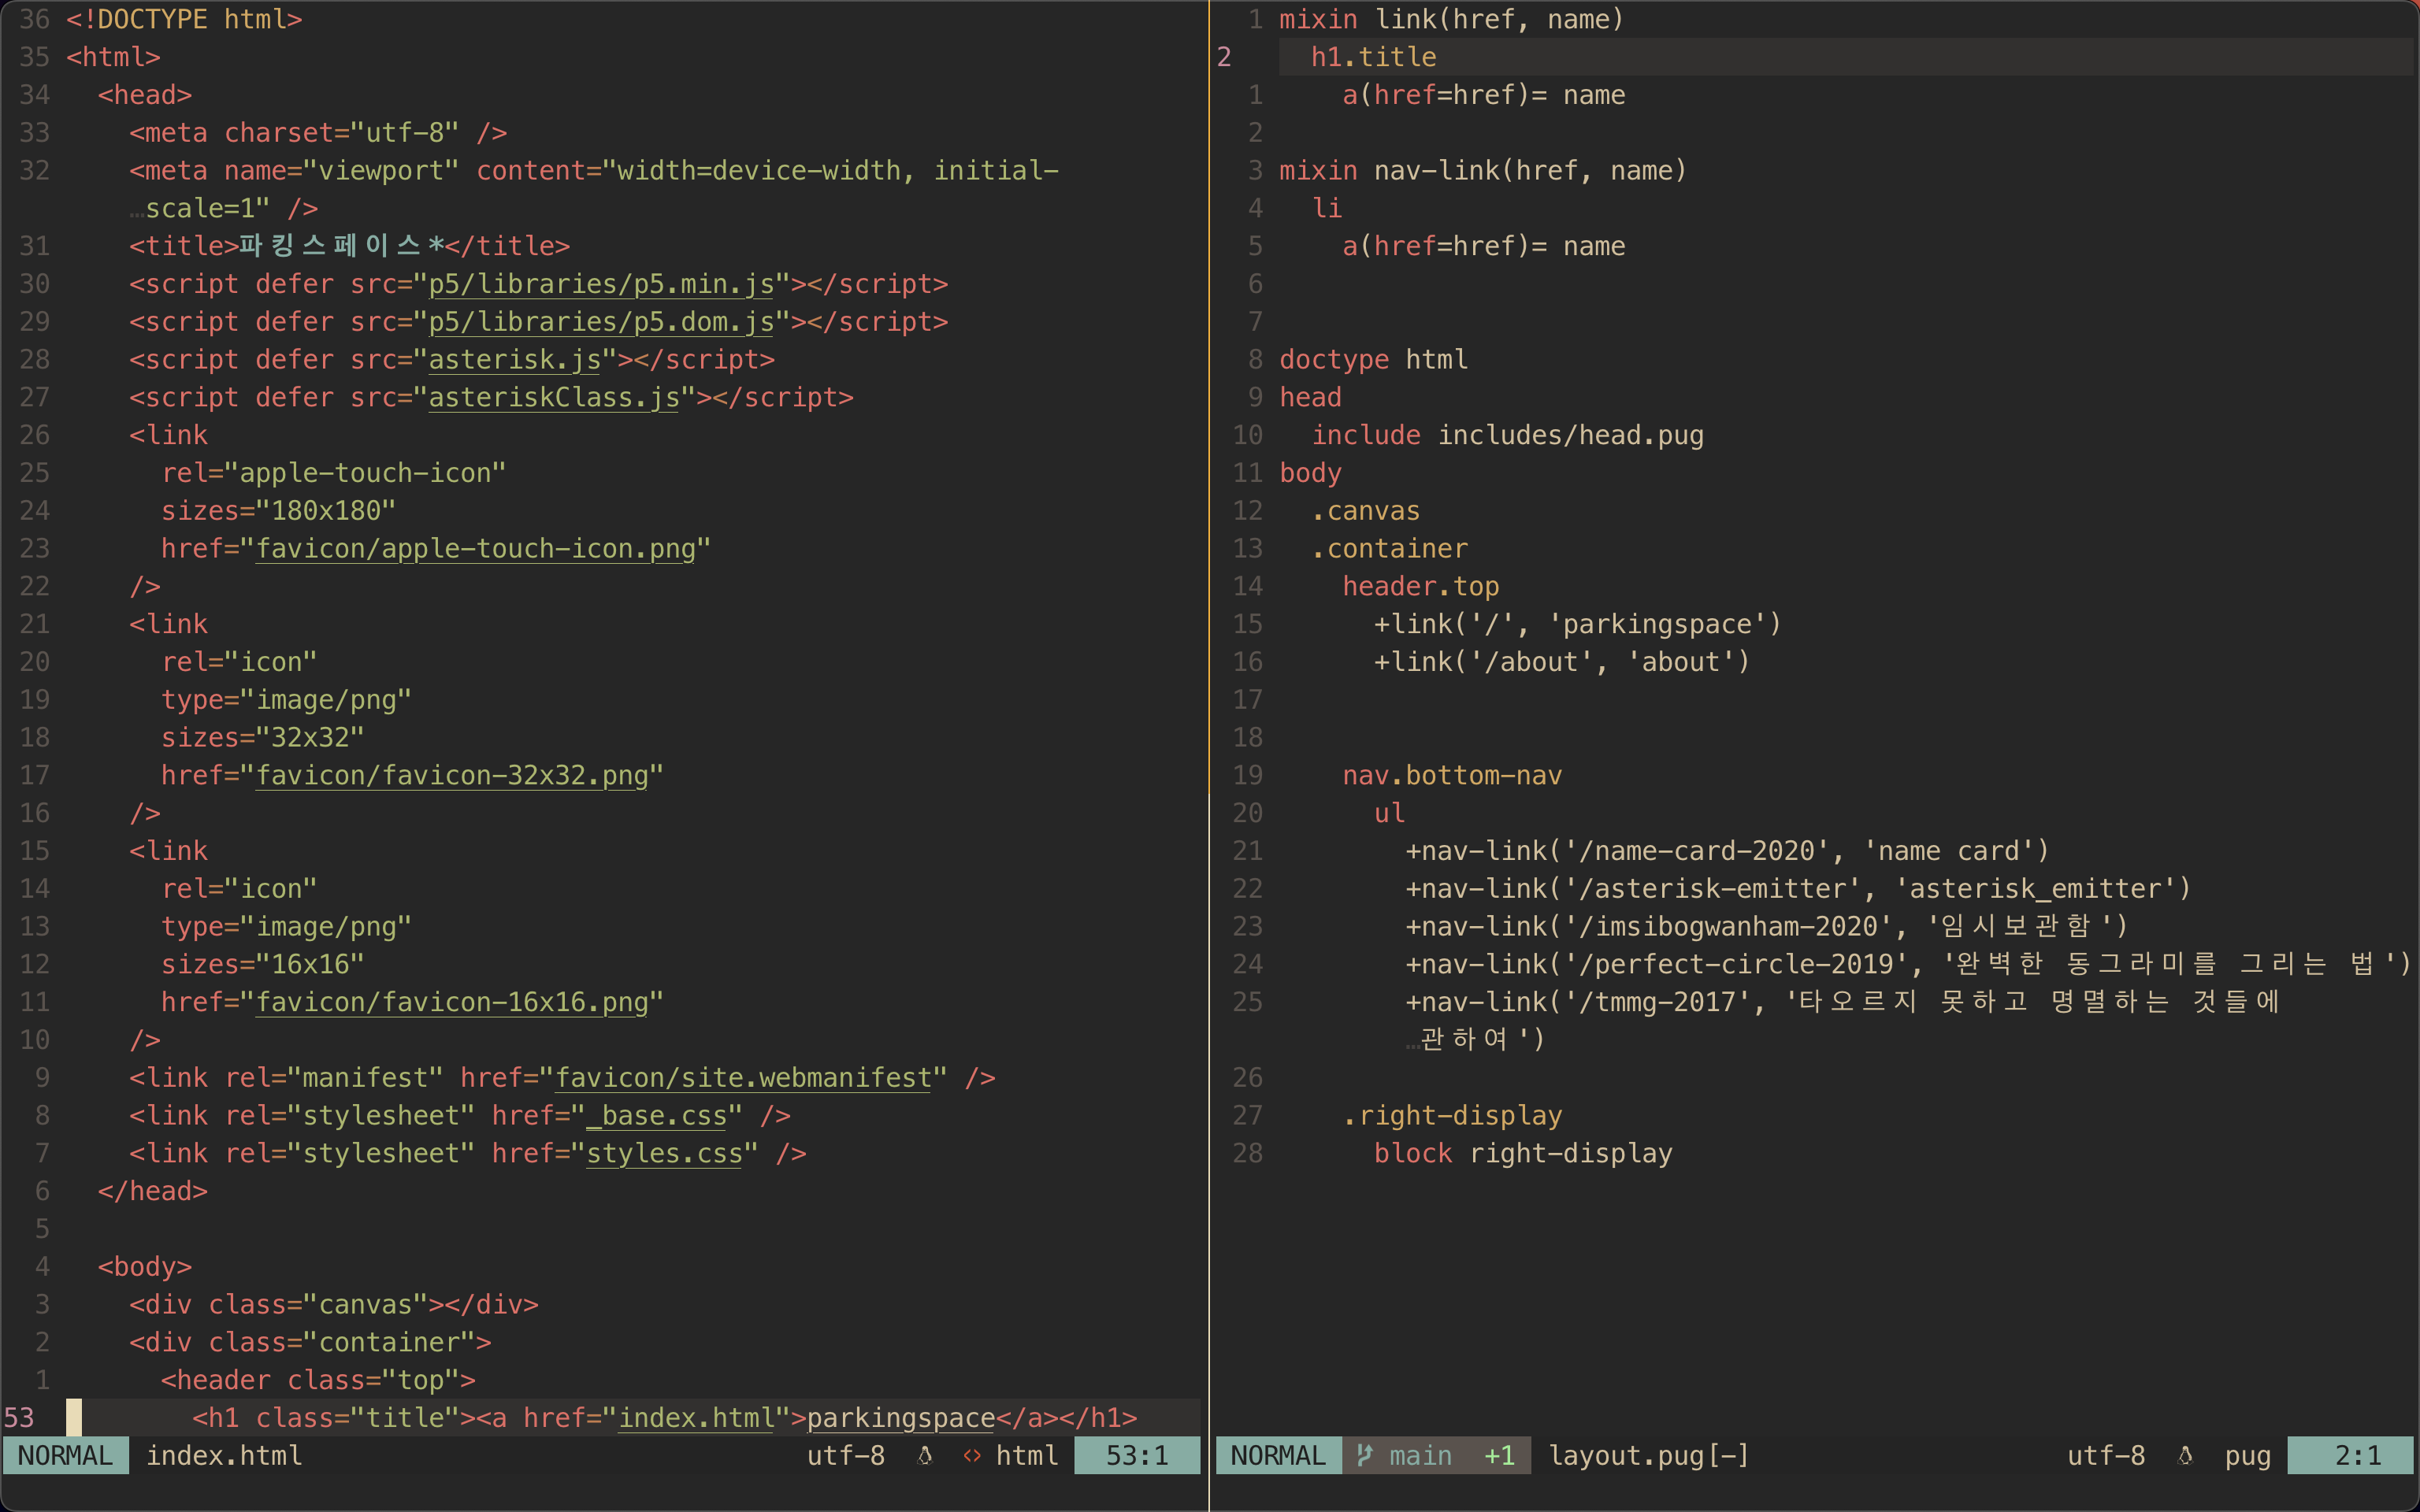 36 <!DOCTYPE html>
35 <html>
34   <head>
33     <meta charset="utf-8" />
32     <meta name="viewport" content="width=device-width, initial-
       …scale=1" />
31     <title>파킹스페이스*</title>
30     <script defer src="p5/libraries/p5.min.js"></script>
29     <script defer src="p5/libraries/p5.dom.js"></script>
28     <script defer src="asterisk.js"></script>
27     <script defer src="asteriskClass.js"></script>
26     <link
25       rel="apple-touch-icon"
24       sizes="180x180"
23       href="favicon/apple-touch-icon.png"
22     />
21     <link
20       rel="icon"
19       type="image/png"
18       sizes="32x32"
17       href="favicon/favicon-32x32.png"
16     />
15     <link
14       rel="icon"
13       type="image/png"
12       sizes="16x16"
11       href="favicon/favicon-16x16.png"
10     />
9     <link rel="manifest" href="favicon/site.webmanifest" />
8     <link rel="stylesheet" href="_base.css" />
7     <link rel="stylesheet" href="styles.css" />
6   </head>
5
4   <body>
3     <div class="canvas"></div>
2     <div class="container">
1       <header class="top">
53         <h1 class="title"><a href="index.html">parkingspace</a></h1>
NORMAL index.html utf-8 <> html 53:1
1 mixin link(href, name)
2   h1.title
1     a(href=href)= name
2
3 mixin nav-link(href, name)
4   li
5     a(href=href)= name
6
7
8 doctype html
9 head
10   include includes/head.pug
11 body
12   .canvas
13   .container
14     header.top
15       +link('/', 'parkingspace')
16       +link('/about', 'about')
17
18
19     nav.bottom-nav
20       ul
21         +nav-link('/name-card-2020', 'name card')
22         +nav-link('/asterisk-emitter', 'asterisk_emitter')
23         +nav-link('/imsibogwanham-2020', '임시보관함')
24         +nav-link('/perfect-circle-2019', '완벽한 동그라미를 그리는 법')
25         +nav-link('/tmmg-2017', '타오르지 못하고 명멸하는 것들에
           …관하여')
26
27     .right-display
28       block right-display
NORMAL main +1 layout.pug[-] utf-8 pug 2:1